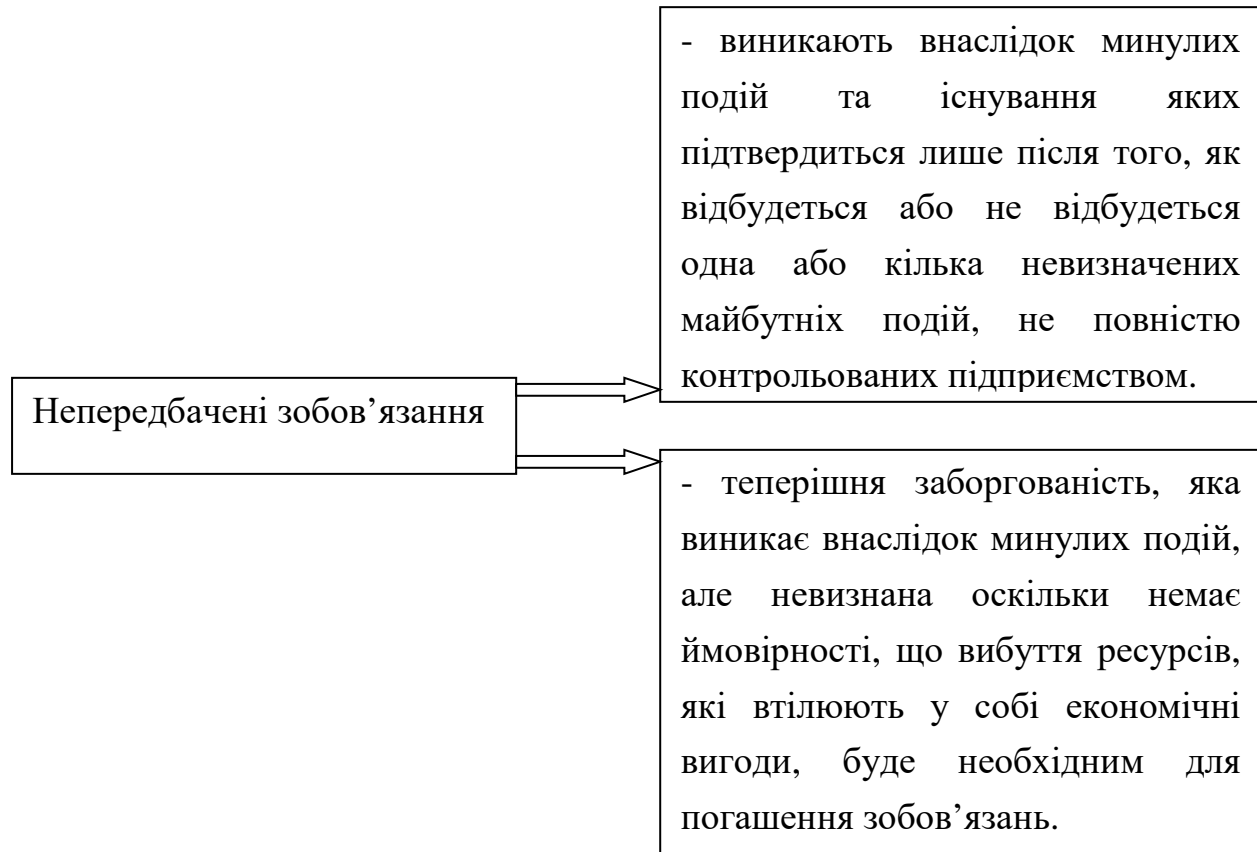 - виникають внаслідок минулих
подій та існування яких
підтвердиться лише після того, як
відбудеться або не відбудеться
одна або кілька невизначених
майбутніх подій, не повністю
контрольованих підприємством.
Непередбачені зобов’язання
- теперішня заборгованість, яка
виникає внаслідок минулих подій,
але невизнана оскільки немає
ймовірності, що вибуття ресурсів,
які втілюють у собі економічні
вигоди, буде необхідним для
погашення зобов’язань.